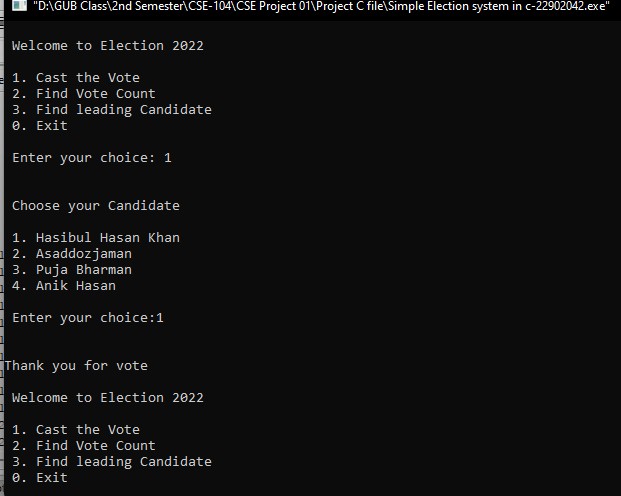 "D:\GUB Class\2nd Semester\CSE-104\CSE Project 01\Project C file\Simple Election system in c-22902042.exe"
Welcome to Election 2022
1. Cast the Vote
2. Find Vote Count
3. Find leading Candidate
0. Exit
Enter your choice: 1
Choose your Candidate
1. Hasibul Hasan Khan
2. Asaddozjaman
3. Puja Bharman
4. Anik Hasan
Enter your choice:1
Thank you for vote
Welcome to Election 2022
1. Cast the Vote
2. Find Vote Count
3. Find leading Candidate
0. Exit